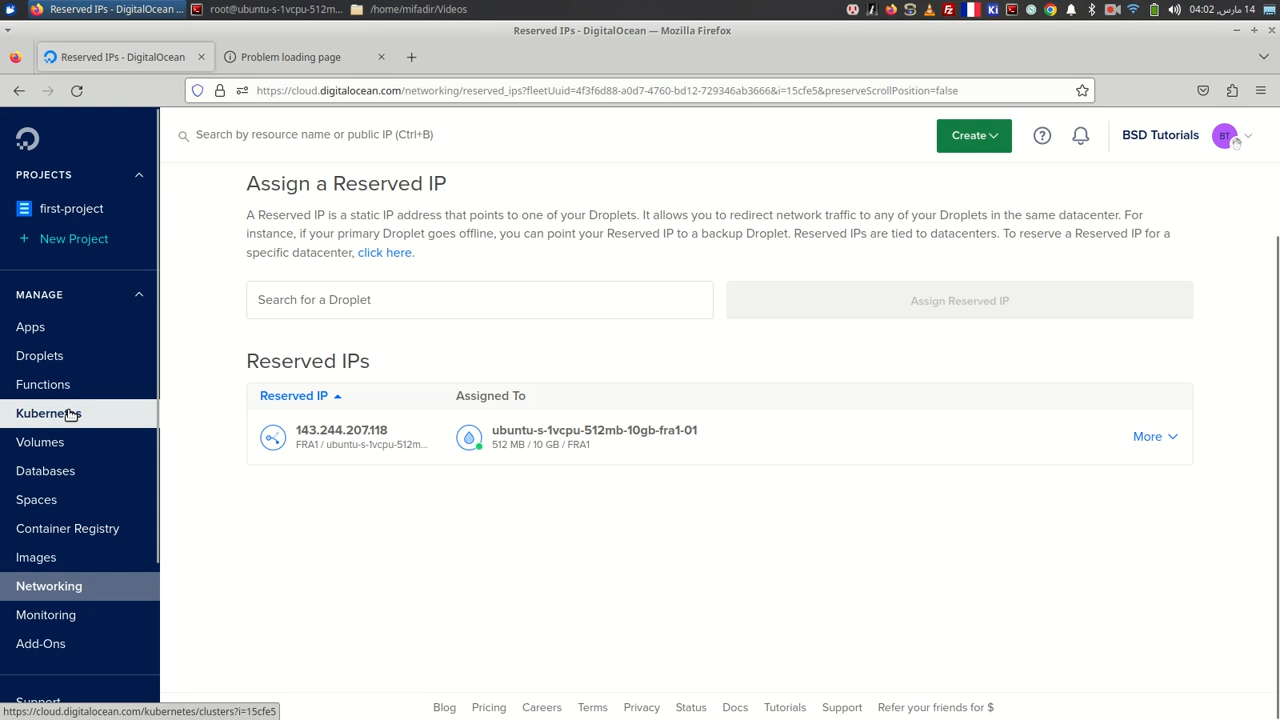 Reserved IPs - DigitalOcean ...
root@ubuntu-s-1vcpu-512m...
/home/mifadir/Videos
Ki
14 مارس, 04:02
Reserved IPs - DigitalOcean — Mozilla Firefox
Reserved IPs - DigitalOcean
Problem loading page
https://cloud.digitalocean.com/networking/reserved_ips?fleetUuid=4f3f6d88-a0d7-4760-bd12-729346ab3666&i=15cfe5&preserveScrollPosition=false
Search by resource name or public IP (Ctrl+B)
Create
BSD Tutorials
BT
PROJECTS
first-project
New Project
MANAGE
Apps
Droplets
Functions
Kubernetes
Volumes
Databases
Spaces
Container Registry
Images
Networking
Monitoring
Add-Ons
Support
https://cloud.digitalocean.com/kubernetes/clusters?i=15cfe5
Assign a Reserved IP
A Reserved IP is a static IP address that points to one of your Droplets. It allows you to redirect network traffic to any of your Droplets in the same datacenter. For
instance, if your primary Droplet goes offline, you can point your Reserved IP to a backup Droplet. Reserved IPs are tied to datacenters. To reserve a Reserved IP for a
specific datacenter, click here.
Search for a Droplet
Assign Reserved IP
Reserved IPs
Reserved IP
Assigned To
143.244.207.118
FRA1 / ubuntu-s-1vcpu-512m...
ubuntu-s-1vcpu-512mb-10gb-fra1-01
512 MB / 10 GB / FRA1
More
Blog
Pricing
Careers
Terms
Privacy
Status
Docs
Tutorials
Support
Refer your friends for $